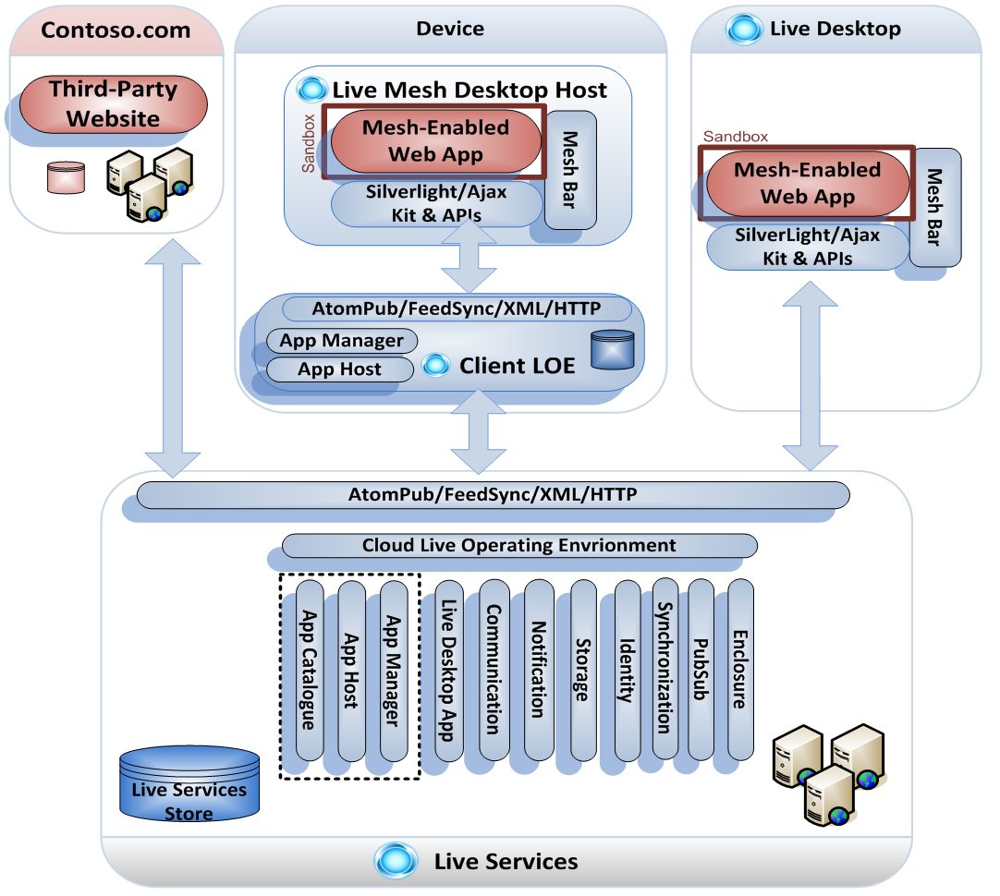 Contoso.com
Third-Party
Website
Device
Live Mesh Desktop Host
Sandbox
Mesh-Enabled
Web App
Mesh Bar
Silverlight/Ajax
Kit & APIs
AtomPub/FeedSync/XML/HTTP
App Manager
App Host
Client LOE
Live Desktop
Sandbox
Mesh-Enabled
Web App
Mesh Bar
SilverLight/Ajax
Kit & APIs
AtomPub/FeedSync/XML/HTTP
Cloud Live Operating Envrionment
App Catalogue
App Host
App Manager
Live Desktop App
Communication
Notification
Storage
Identity
Synchronization
PubSub
Enclosure
Live Services
Store
Live Services